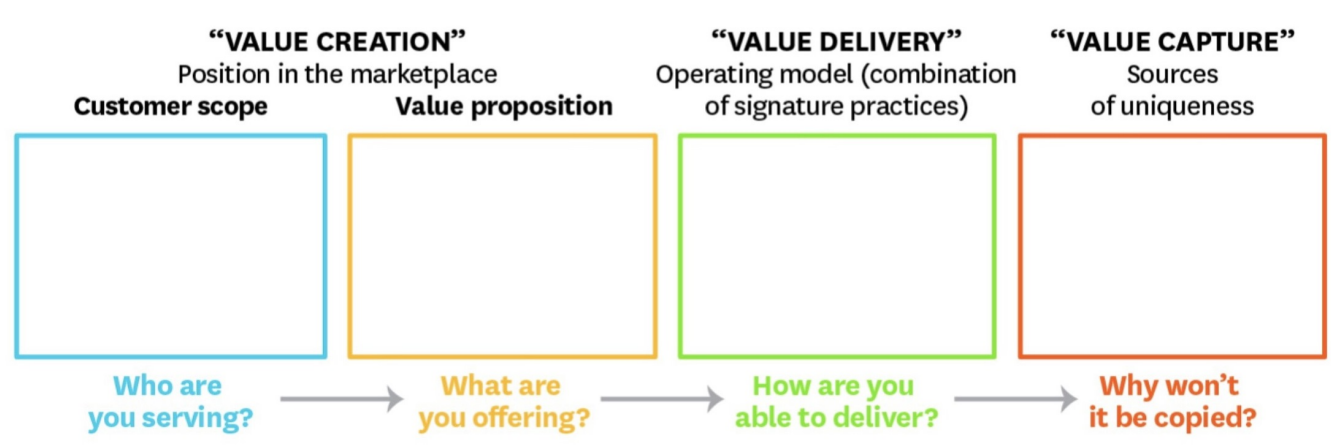 “VALUE CREATION”
Position in the marketplace
Customer scope
Value proposition
“VALUE DELIVERY”
Operating model (combination
of signature practices)
“VALUE CAPTURE”
Sources
of uniqueness
Who are
you serving?
What are
you offering?
How are you
able to deliver?
Why won’t
it be copied?